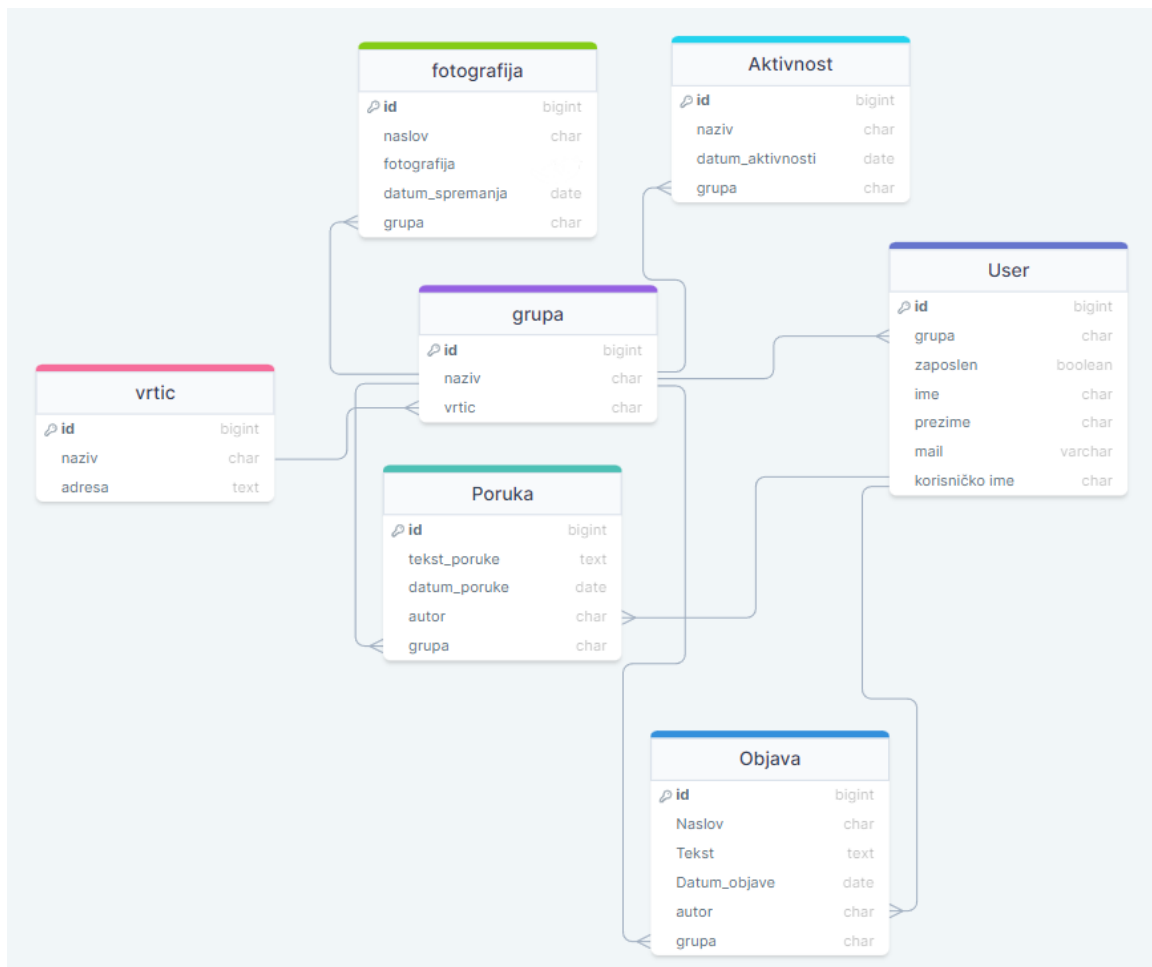 fotografija
id bigint
naslov char
fotografija
datum_spremanja date
grupa char
Aktivnost
id bigint
naziv char
datum_aktivnosti date
grupa char
User
id bigint
grupa char
zaposlen boolean
ime char
prezime char
mail varchar
korisničko ime char
grupa
id bigint
naziv char
vrtic char
vrtic
id bigint
naziv char
adresa text
Poruka
id bigint
tekst_poruke text
datum_poruke date
autor char
grupa char
Objava
id bigint
Naslov char
Tekst text
Datum_objave date
autor char
grupa char